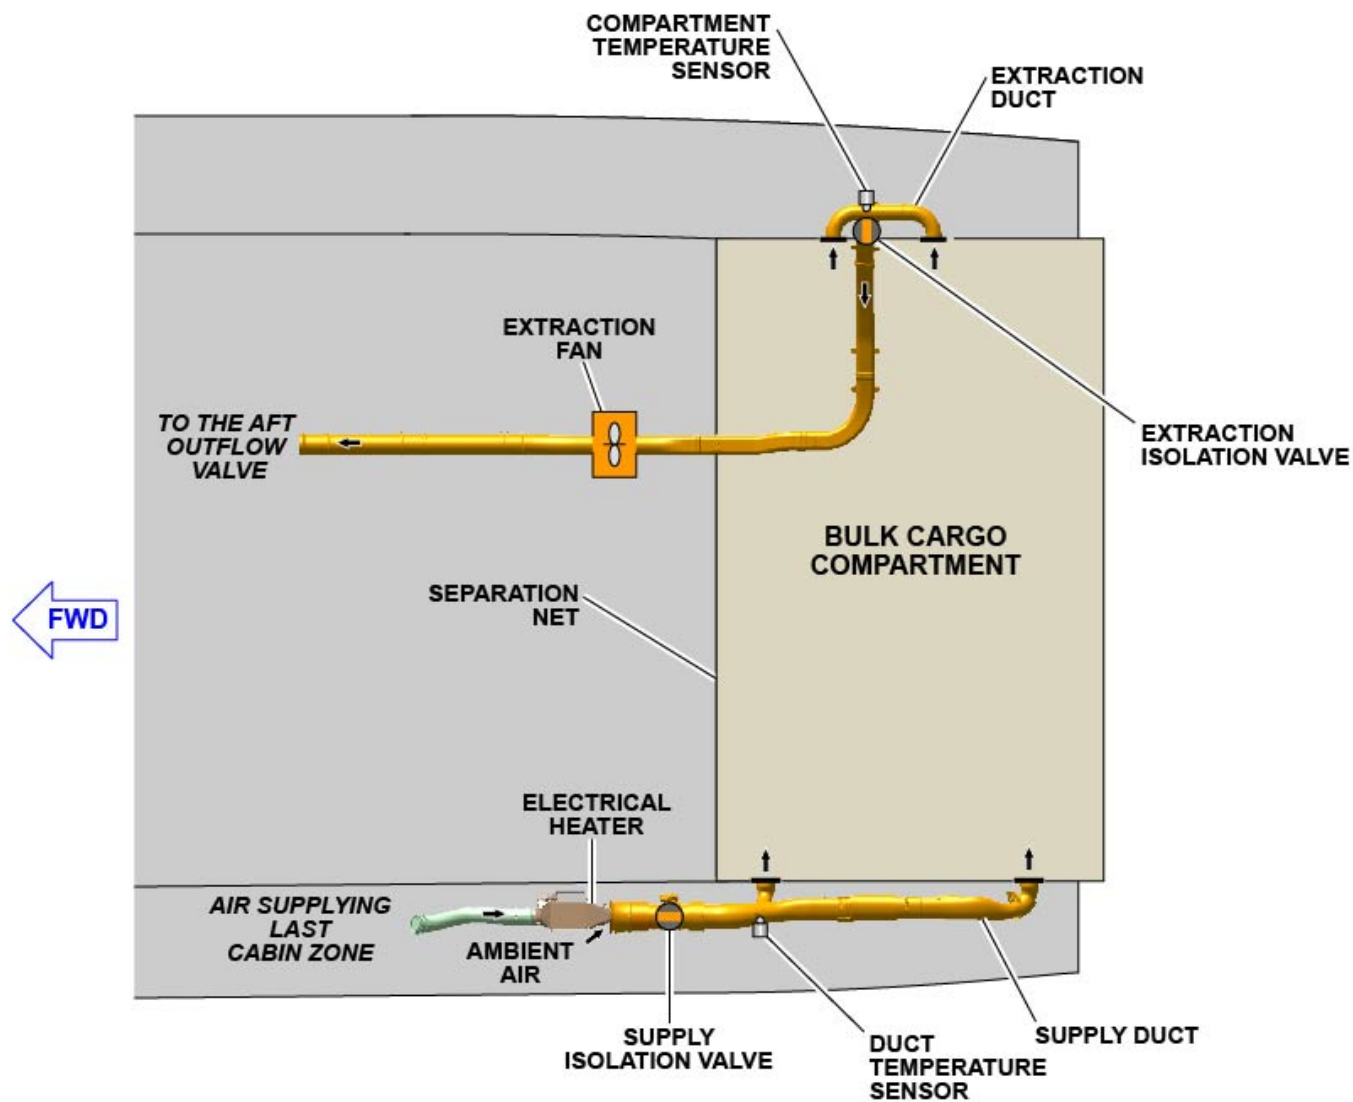 COMPARTMENT
TEMPERATURE
SENSOR
EXTRACTION
DUCT
EXTRACTION
FAN
TO THE AFT
OUTFLOW
VALVE
EXTRACTION
ISOLATION VALVE
BULK CARGO
COMPARTMENT
SEPARATION
NET
FWD
ELECTRICAL
HEATER
AIR SUPPLYING
LAST
CABIN ZONE
AMBIENT
AIR
SUPPLY
ISOLATION VALVE
DUCT
TEMPERATURE
SENSOR
SUPPLY DUCT